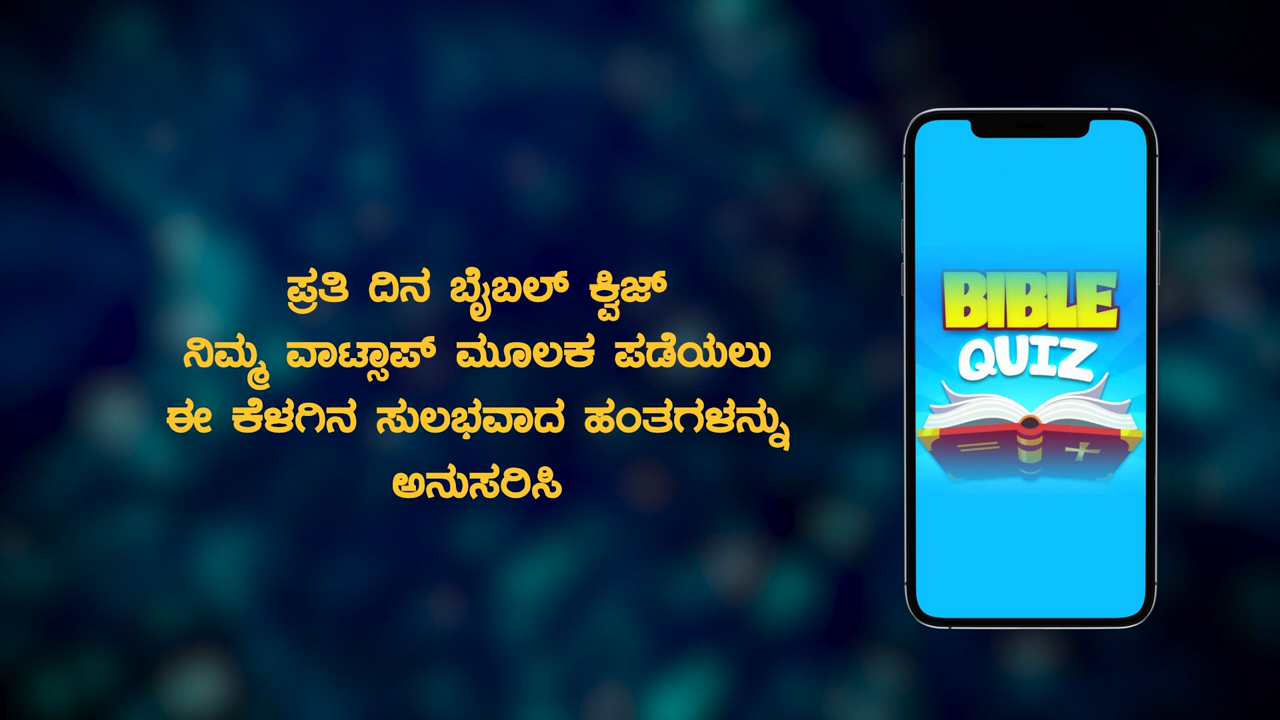 ಪ್ರತಿ ದಿನ ಬೈಬಲ್ ಕ್ವಿಜ್
ನಿಮ್ಮ ವಾಟ್ಸಾಪ್ ಮೂಲಕ ಪಡೆಯಲು
ಈ ಕೆಳಗಿನ ಸುಲಭವಾದ ಹಂತಗಳನ್ನು
ಅನುಸರಿಸಿ
BIBLE
QUIZ